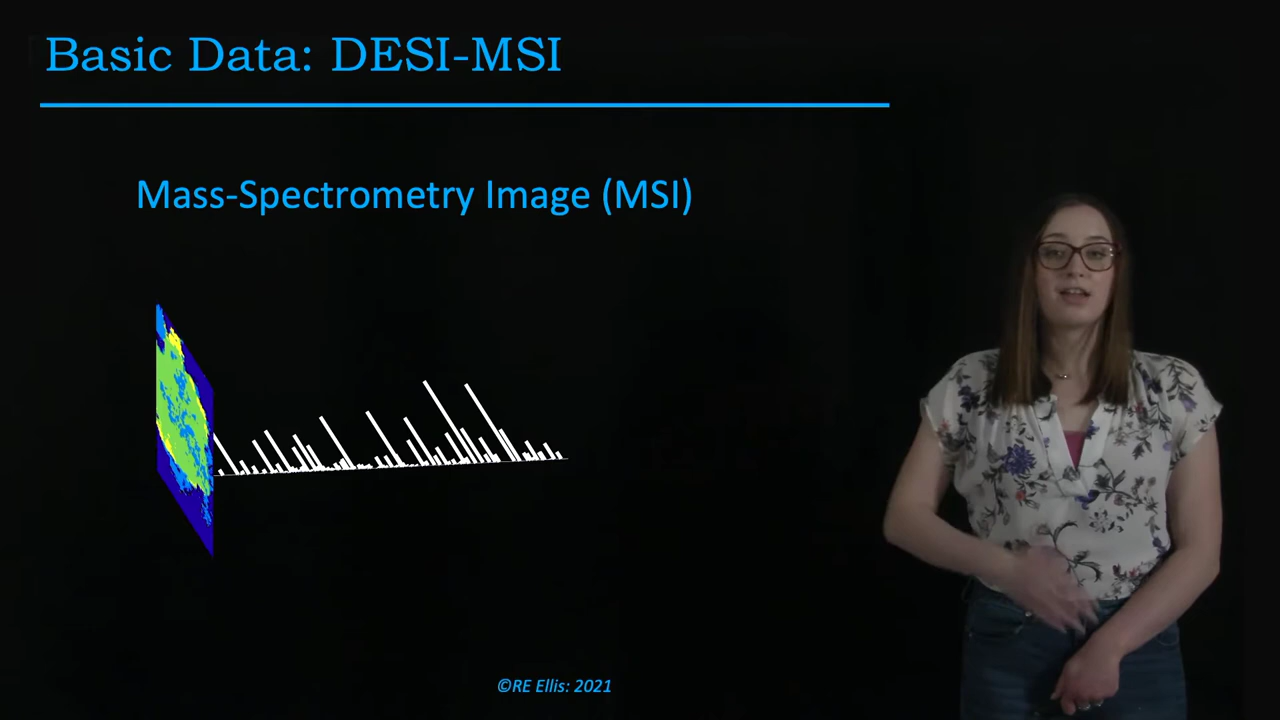 Basic Data: DESI-MSI
Mass-Spectrometry Image (MSI)
©RE Ellis: 2021